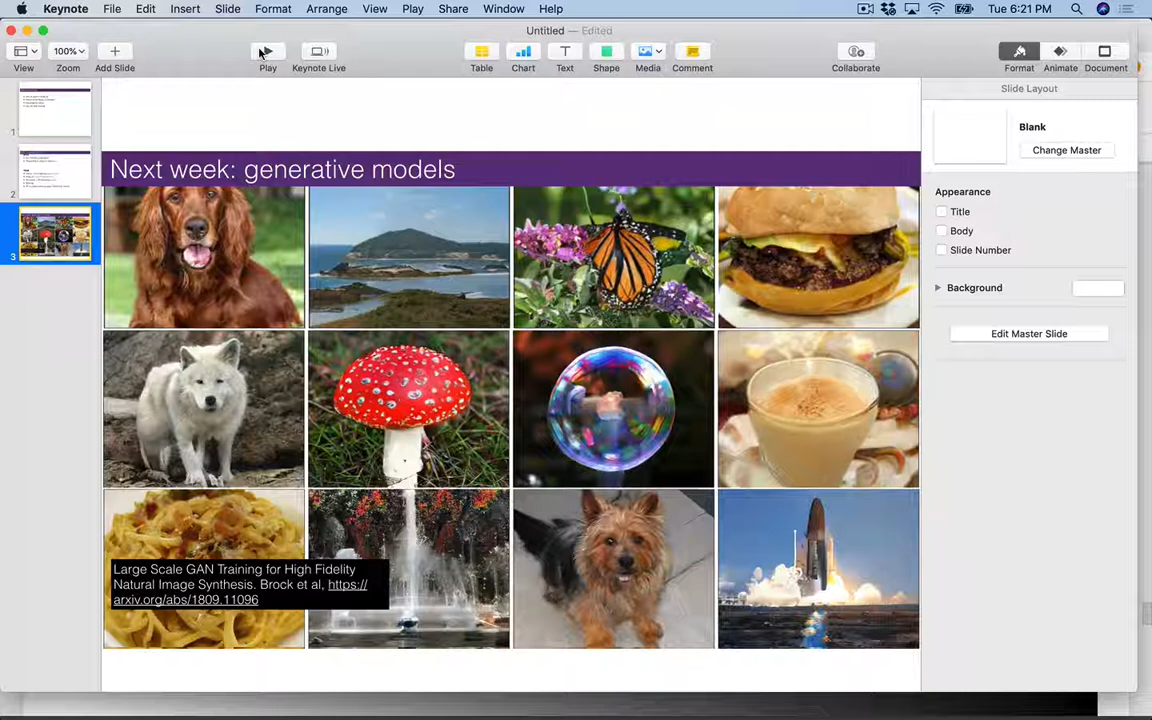 Keynote File Edit Insert Slide Format Arrange View Play Share Window Help Tue 6:21 PM
Untitled — Edited
100%
View Zoom Add Slide Play Keynote Live Table Chart Text Shape Media Comment Collaborate Format Animate Document
1
2
3
Next week: generative models
Large Scale GAN Training for High Fidelity
Natural Image Synthesis. Brock et al, https://
arxiv.org/abs/1809.11096
Slide Layout
Blank
Change Master
Appearance
Title
Body
Slide Number
Background
Edit Master Slide